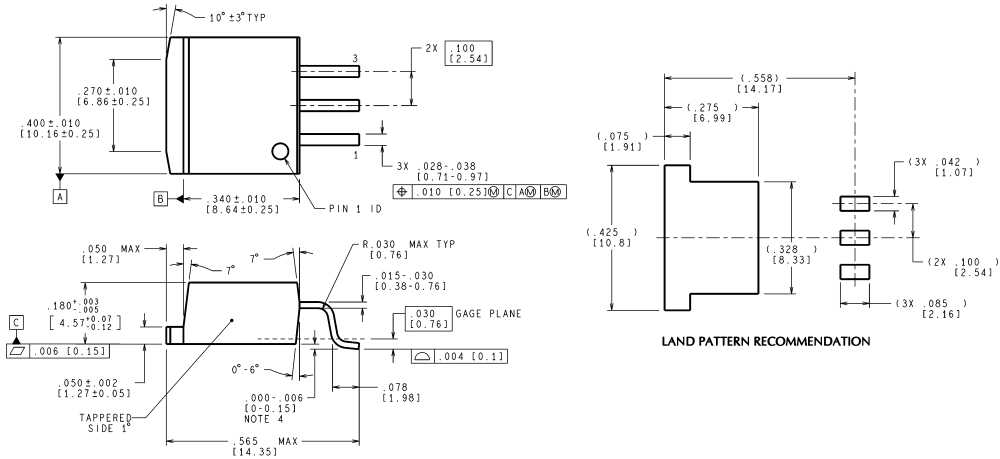 10° ±3° TYP
2X .100
[2.54]
3
.270±.010
[6.86±0.25]
.400±.010
[10.16±0.25]
1
3X .028-.038
[0.71-0.97]
⌖ .010 [0.25]Ⓜ C AⓂ BⓂ
A
B
.340±.010
[8.64±0.25]
PIN 1 ID
.050 MAX
[1.27]
7°
7°
R.030 MAX TYP
[0.76]
.015-.030
[0.38-0.76]
.180+.003 -.005
[ 4.57+0.07 -0.12 ]
.030
[0.76]
GAGE PLANE
C
⏥ .006 [0.15]
⌓ .004 [0.1]
.050±.002
[1.27±0.05]
0°-6°
.078
[1.98]
.000-.006
[0-0.15]
NOTE 4
TAPPERED
SIDE 1°
.565 MAX
[14.35]
(.558 )
[14.17]
(.275 )
[6.99]
(.075 )
[1.91]
(3X .042 )
[1.07]
(.425 )
[10.8]
(.328 )
[8.33]
(2X .100 )
[2.54]
(3X .085 )
[2.16]
LAND PATTERN RECOMMENDATION